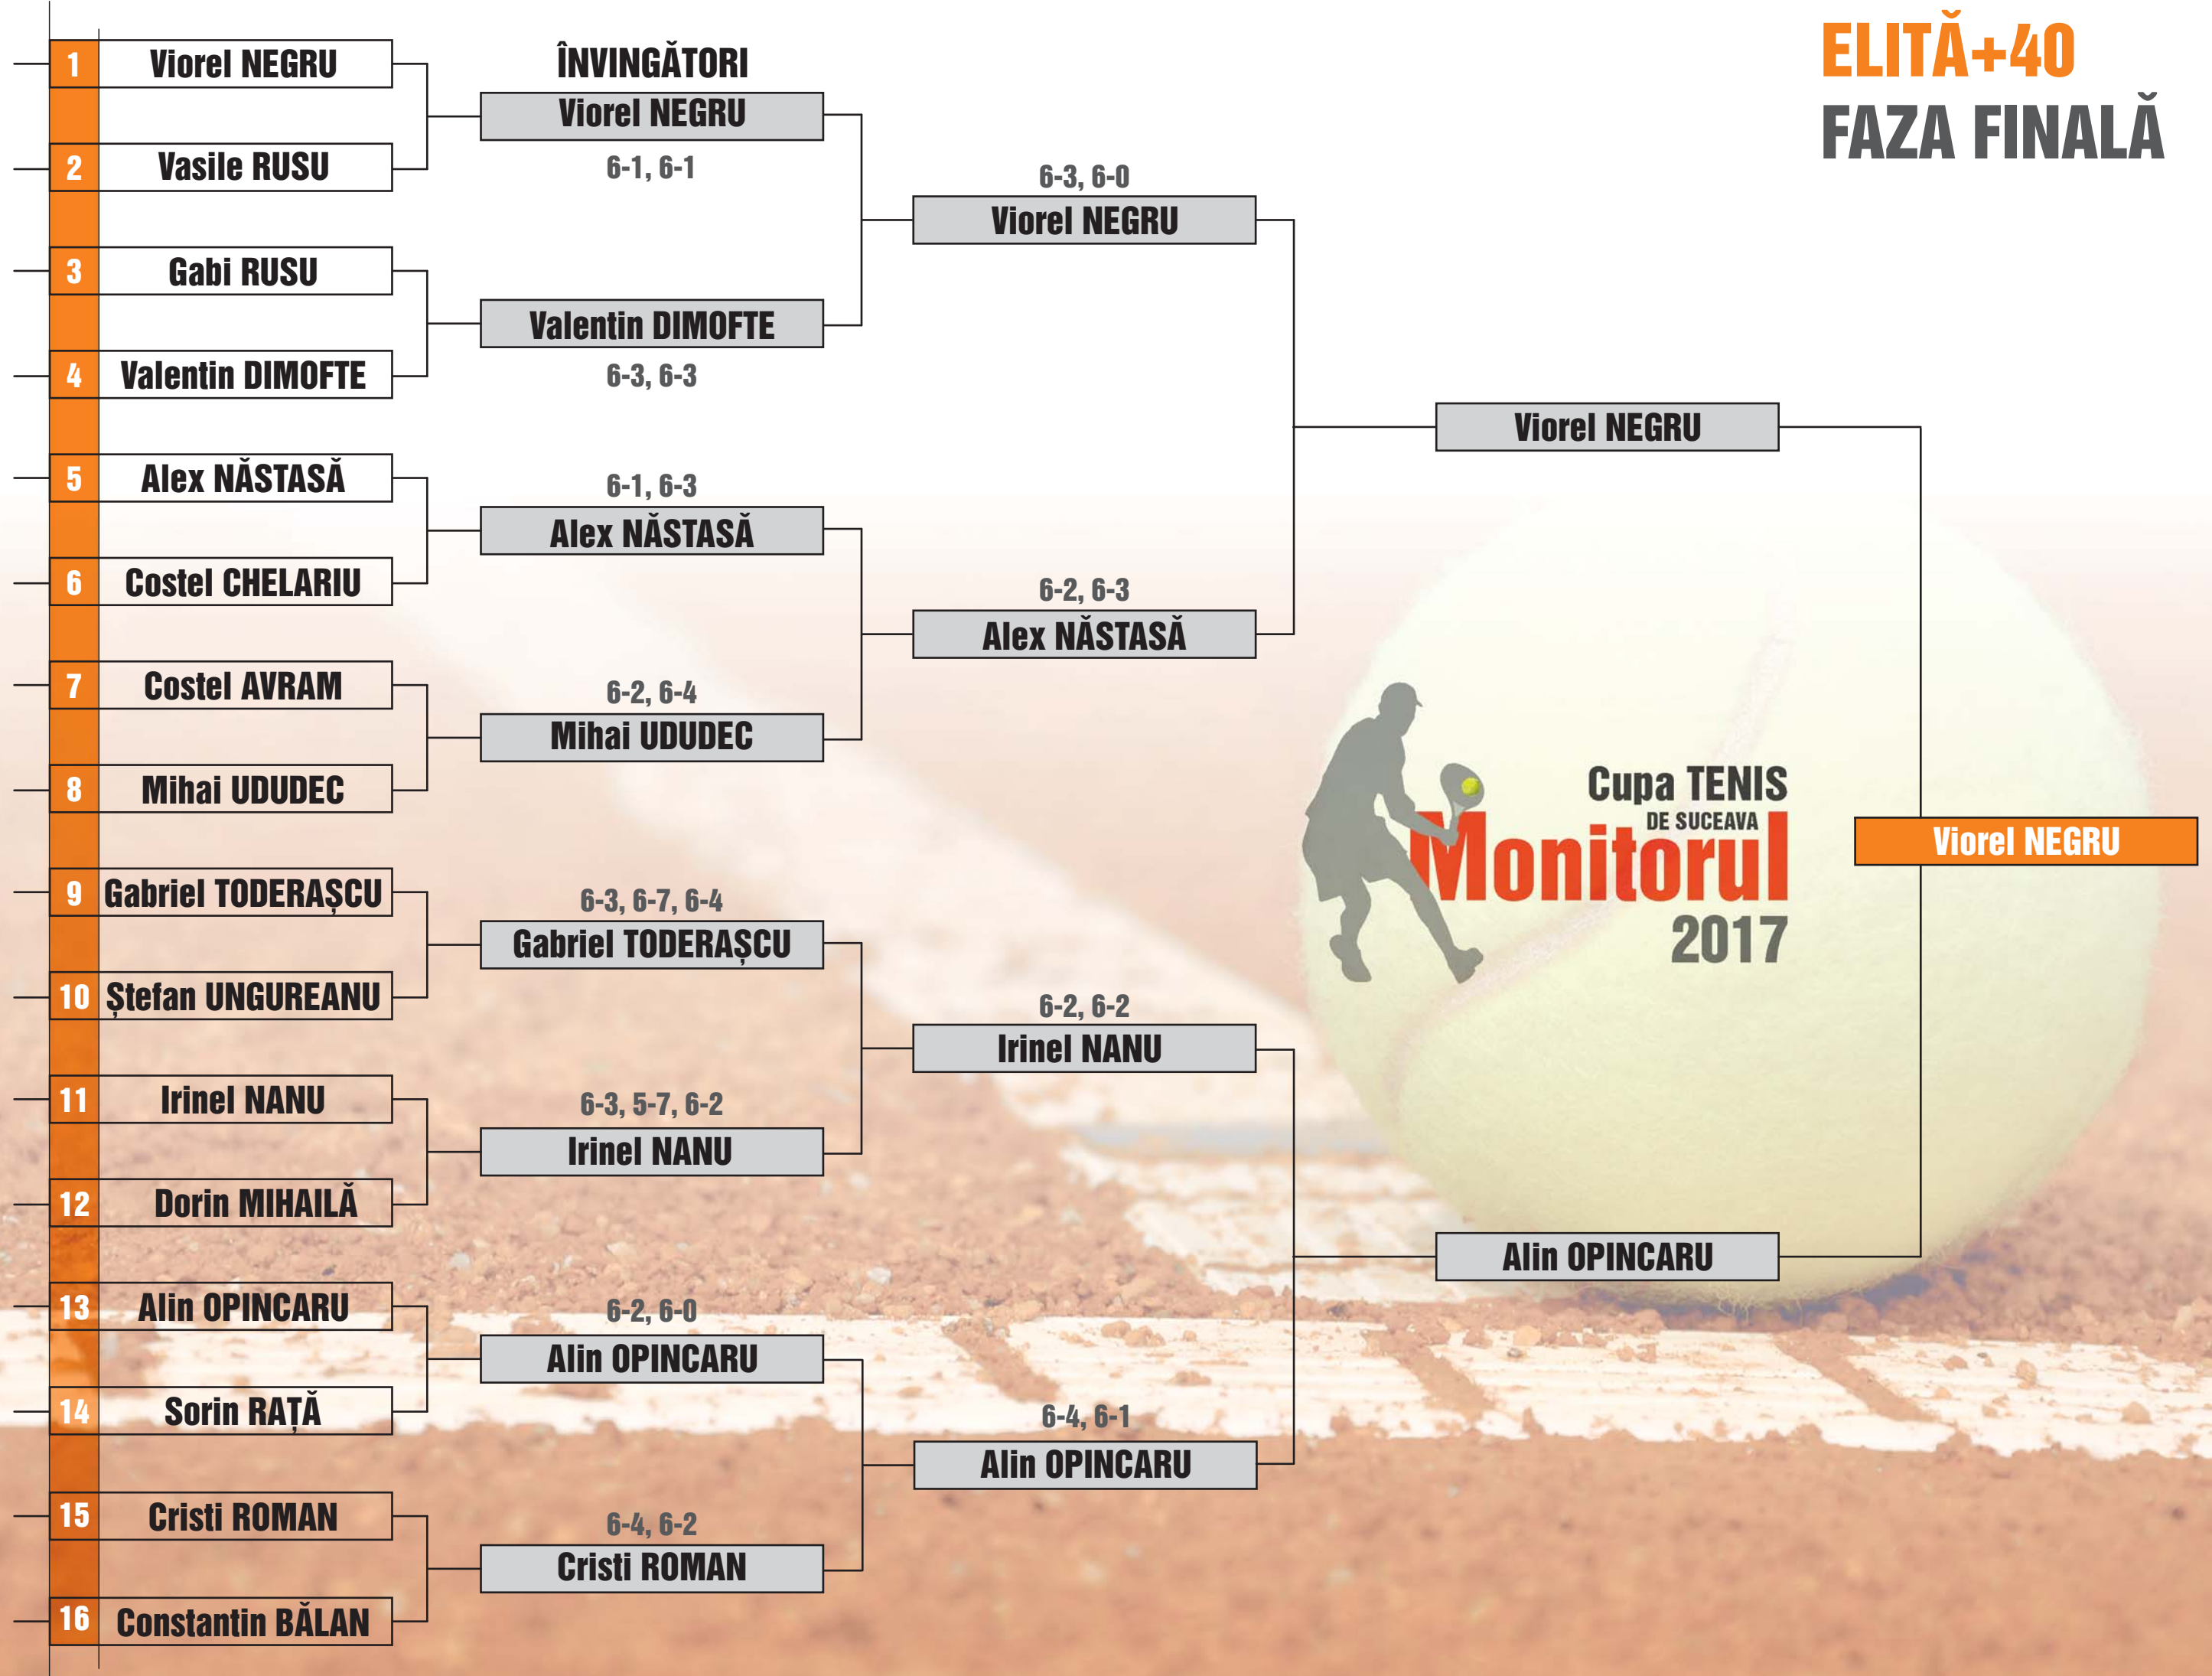 ELITĂ+40
FAZA FINALĂ
1 Viorel NEGRU
2 Vasile RUSU
3 Gabi RUSU
4 Valentin DIMOFTE
5 Alex NĂSTASĂ
6 Costel CHELARIU
7 Costel AVRAM
8 Mihai UDUDEC
9 Gabriel TODERAȘCU
10 Ștefan UNGUREANU
11 Irinel NANU
12 Dorin MIHAILĂ
13 Alin OPINCARU
14 Sorin RAȚĂ
15 Cristi ROMAN
16 Constantin BĂLAN
ÎNVINGĂTORI
Viorel NEGRU
6-1, 6-1
Valentin DIMOFTE
6-3, 6-3
6-1, 6-3
Alex NĂSTASĂ
6-2, 6-4
Mihai UDUDEC
6-3, 6-7, 6-4
Gabriel TODERAȘCU
6-3, 5-7, 6-2
Irinel NANU
6-2, 6-0
Alin OPINCARU
6-4, 6-2
Cristi ROMAN
6-3, 6-0
Viorel NEGRU
6-2, 6-3
Alex NĂSTASĂ
6-2, 6-2
Irinel NANU
6-4, 6-1
Alin OPINCARU
Viorel NEGRU
Alin OPINCARU
Cupa TENIS
DE SUCEAVA
Monitorul
2017
Viorel NEGRU